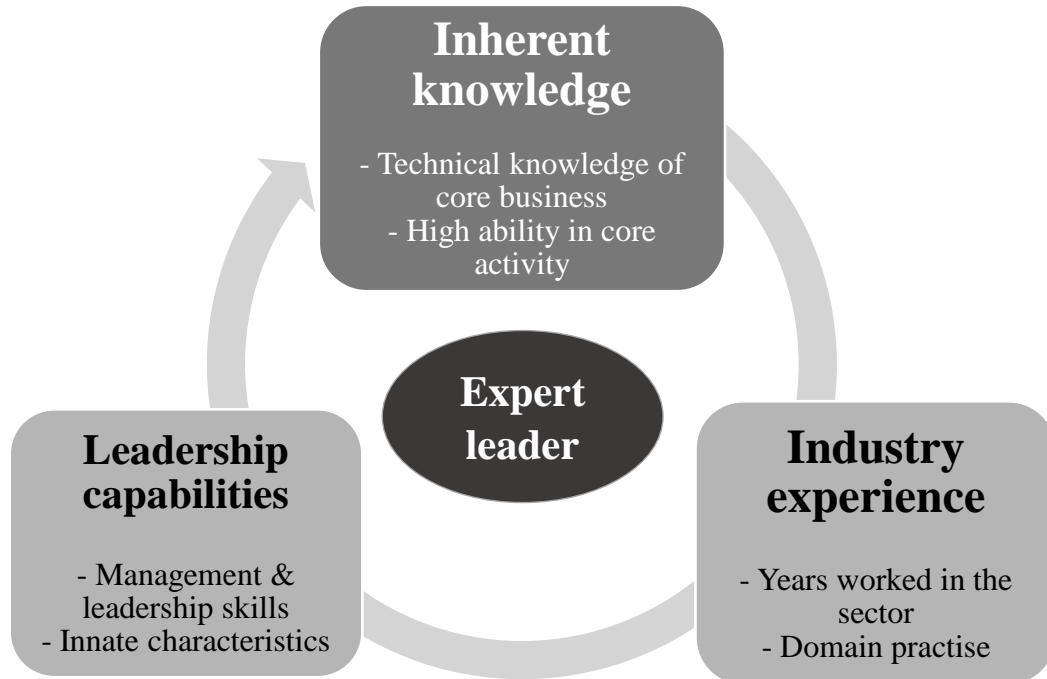 Inherent
knowledge
- Technical knowledge of
core business
- High ability in core
activity
Expert
leader
Leadership
capabilities
- Management &
leadership skills
- Innate characteristics
Industry
experience
- Years worked in the
sector
- Domain practise